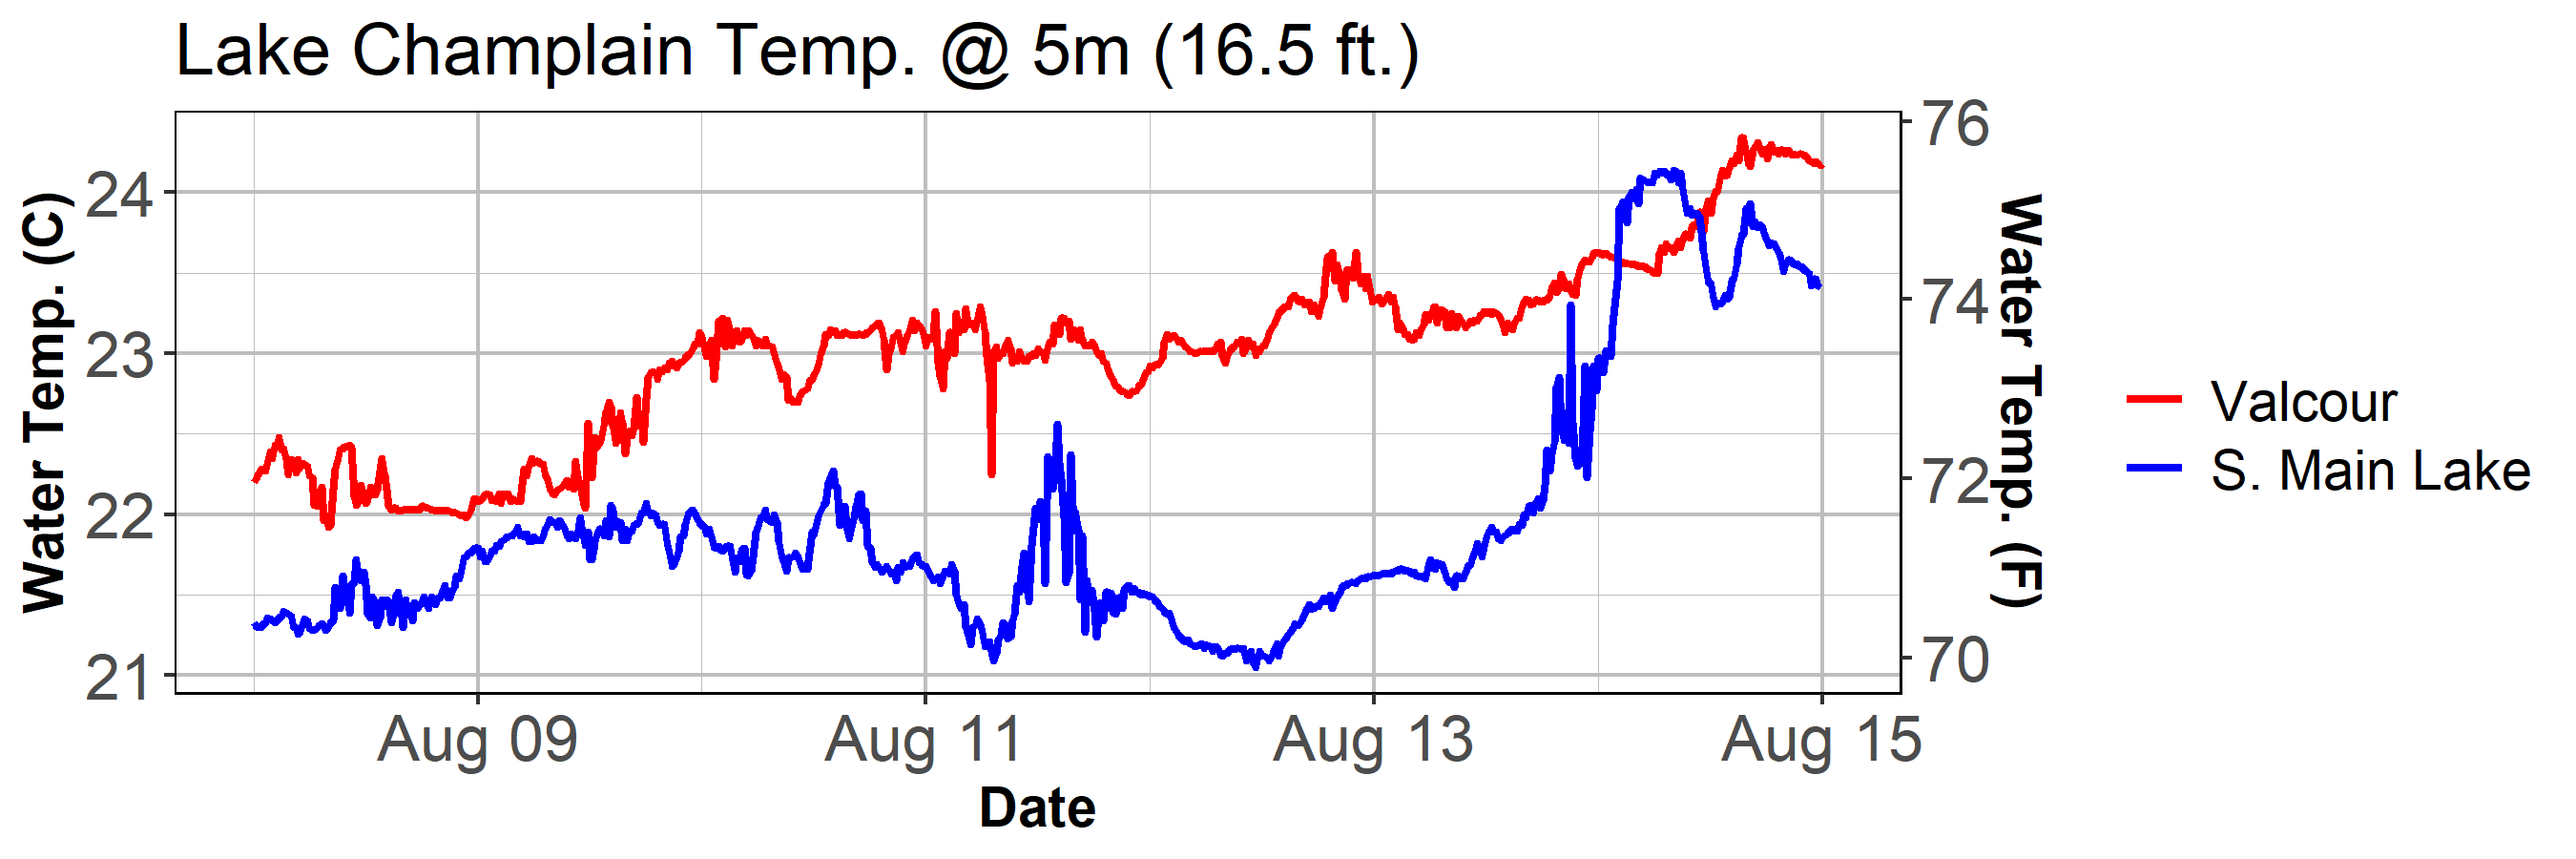 Lake Champlain Temp. @ 5m (16.5 ft.)
Water Temp. (C)
24
23
22
21
76
74
72
70
Water Temp. (F)
Aug 09
Aug 11
Aug 13
Aug 15
Date
Valcour
S. Main Lake